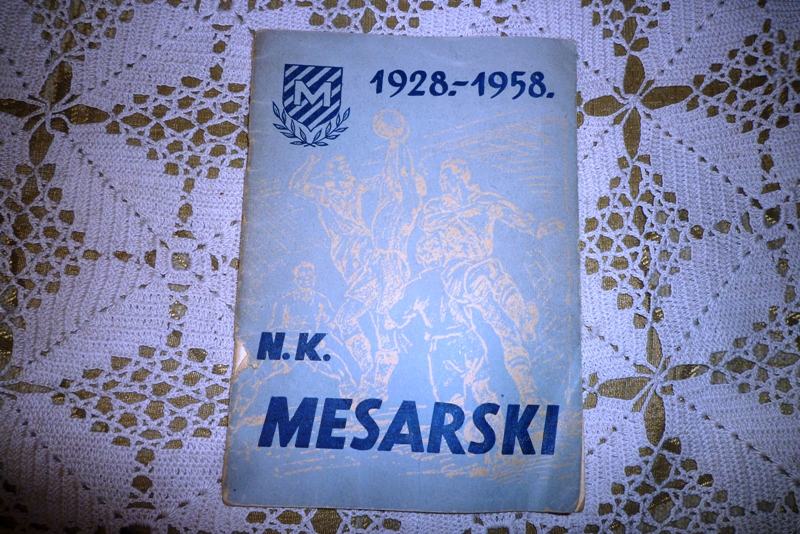 M
1928.-1958.
N.K.
MESARSKI